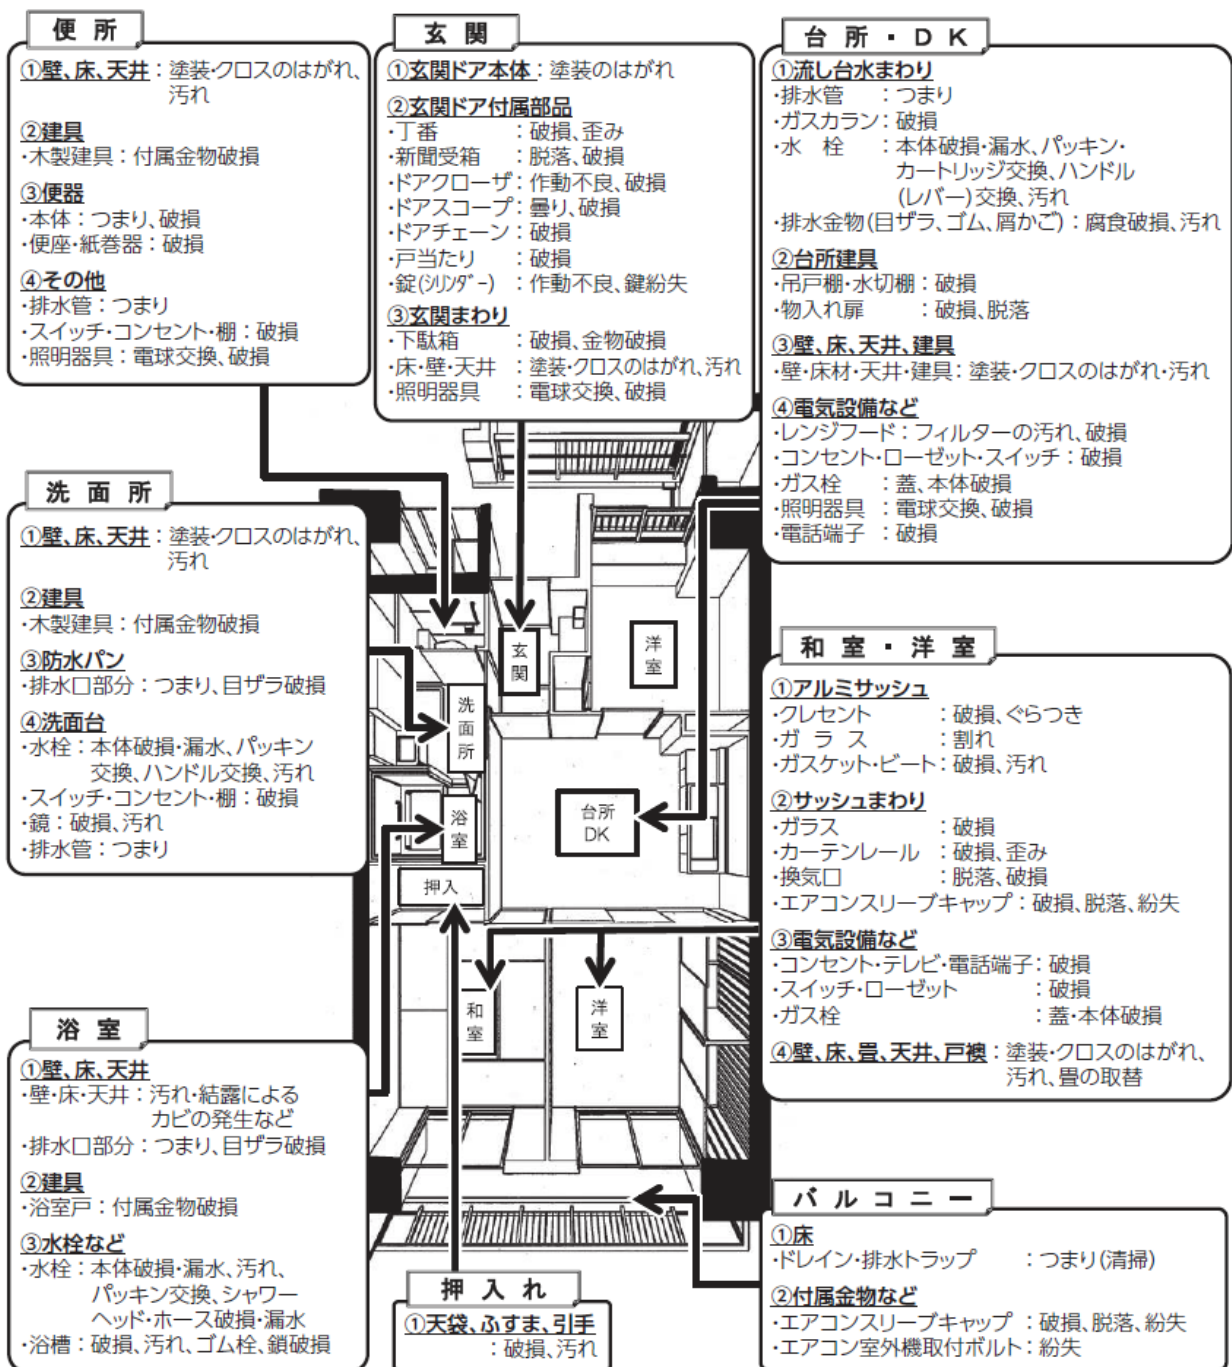 便所
①壁、床、天井：塗装・クロスのはがれ、
汚れ
②建具
・木製建具：付属金物破損
③便器
・本体：つまり、破損
・便座・紙巻器：破損
④その他
・排水管：つまり
・スイッチ・コンセント・棚：破損
・照明器具：電球交換、破損
玄関
①玄関ドア本体：塗装のはがれ
②玄関ドア付属部品
・丁番：破損、歪み
・新聞受箱：脱落、破損
・ドアクローザ：作動不良、破損
・ドアスコープ：曇り、破損
・ドアチェーン：破損
・戸当たり：破損
・錠(ｼﾘﾝﾀﾞｰ)：作動不良、鍵紛失
③玄関まわり
・下駄箱：破損、金物破損
・床・壁・天井：塗装・クロスのはがれ、汚れ
・照明器具：電球交換、破損
台所・DK
①流し台水まわり
・排水管：つまり
・ガスカラン：破損
・水 栓：本体破損・漏水、パッキン・
カートリッジ交換、ハンドル
(レバー)交換、汚れ
・排水金物(目ザラ、ゴム、屑かご)：腐食破損、汚れ
②台所建具
・吊戸棚・水切棚：破損
・物入れ扉：破損、脱落
③壁、床、天井、建具
・壁・床材・天井・建具：塗装・クロスのはがれ・汚れ
④電気設備など
・レンジフード：フィルターの汚れ、破損
・コンセント・ローゼット・スイッチ：破損
・ガス栓：蓋、本体破損
・照明器具：電球交換、破損
・電話端子：破損
洗面所
①壁、床、天井：塗装・クロスのはがれ、
汚れ
②建具
・木製建具：付属金物破損
③防水パン
・排水口部分：つまり、目ザラ破損
④洗面台
・水栓：本体破損・漏水、パッキン
交換、ハンドル交換、汚れ
・スイッチ・コンセント・棚：破損
・鏡：破損、汚れ
・排水管：つまり
玄関
洋室
洗面所
浴室
台所
DK
押入
和室
洋室
和室・洋室
①アルミサッシュ
・クレセント：破損、ぐらつき
・ガラス：割れ
・ガスケット・ビート：破損、汚れ
②サッシュまわり
・ガラス：破損
・カーテンレール：破損、歪み
・換気口：脱落、破損
・エアコンスリーブキャップ：破損、脱落、紛失
③電気設備など
・コンセント・テレビ・電話端子：破損
・スイッチ・ローゼット：破損
・ガス栓：蓋・本体破損
④壁、床、畳、天井、戸襖：塗装・クロスのはがれ、
汚れ、畳の取替
浴室
①壁、床、天井
・壁・床・天井：汚れ・結露による
カビの発生など
・排水口部分：つまり、目ザラ破損
②建具
・浴室戸：付属金物破損
③水栓など
・水栓：本体破損・漏水、汚れ、
パッキン交換、シャワー
ヘッド・ホース破損・漏水
・浴槽：破損、汚れ、ゴム栓、鎖破損
押入れ
①天袋、ふすま、引手
：破損、汚れ
バルコニー
①床
・ドレイン・排水トラップ：つまり(清掃)
②付属金物など
・エアコンスリーブキャップ：破損、脱落、紛失
・エアコン室外機取付ボルト：紛失